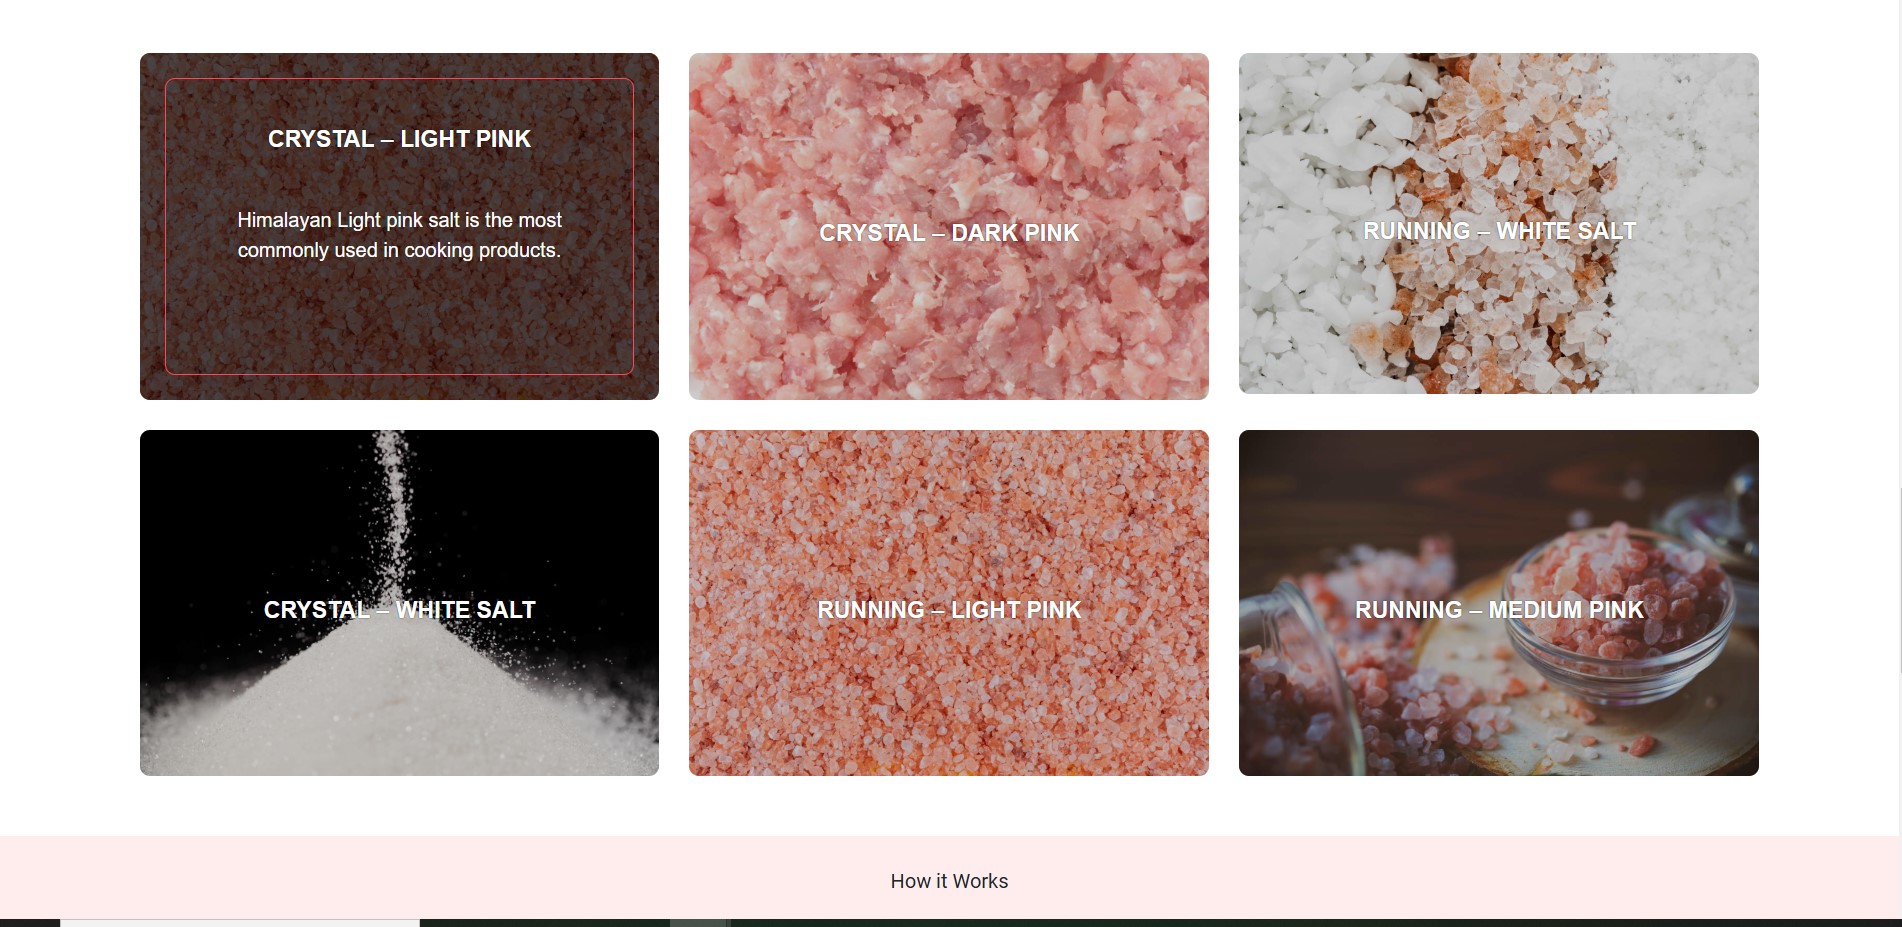 CRYSTAL – LIGHT PINK
Himalayan Light pink salt is the most
commonly used in cooking products.
CRYSTAL – DARK PINK
RUNNING – WHITE SALT
CRYSTAL – WHITE SALT
RUNNING – LIGHT PINK
RUNNING – MEDIUM PINK
How it Works